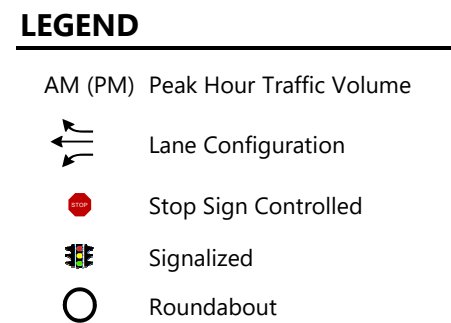 LEGEND
AM (PM) Peak Hour Traffic Volume
Lane Configuration
STOP Stop Sign Controlled
Signalized
Roundabout